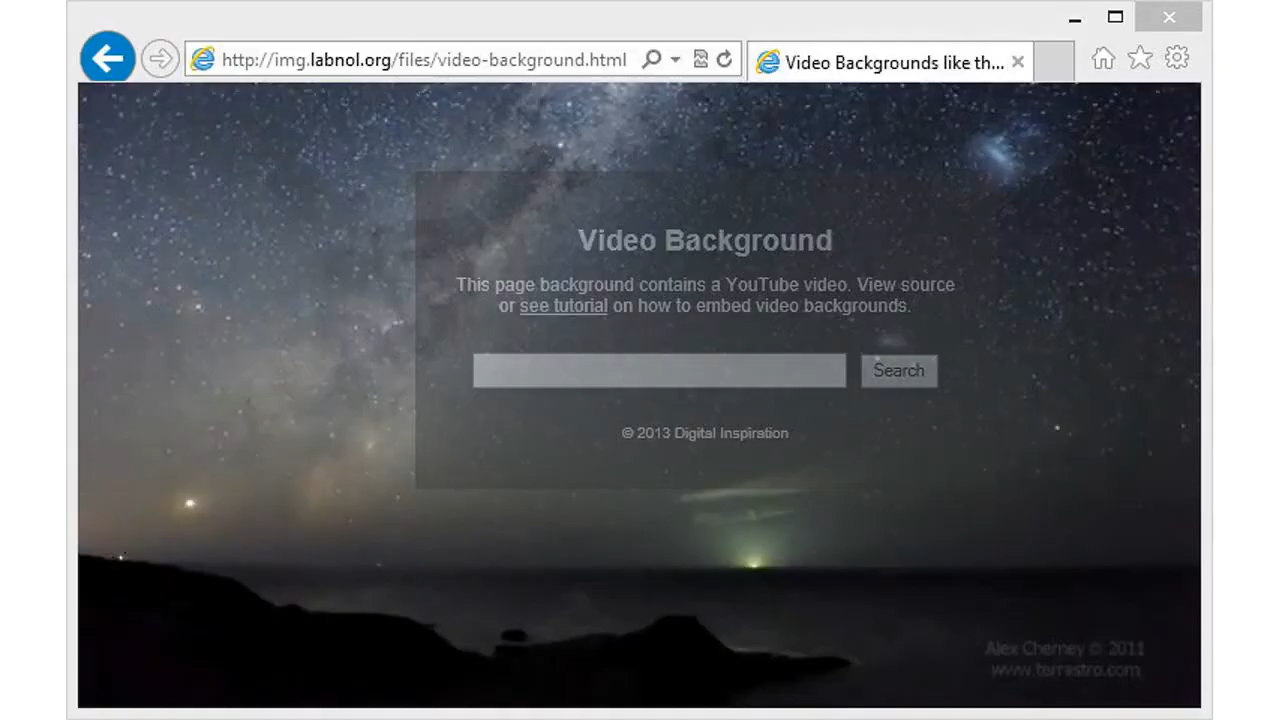 http://img.labnol.org/files/video-background.html
Video Backgrounds like th...
Video Background
This page background contains a YouTube video. View source
or see tutorial on how to embed video backgrounds.
Search
© 2013 Digital Inspiration
Alex Cherney © 2011
www.terrastro.com